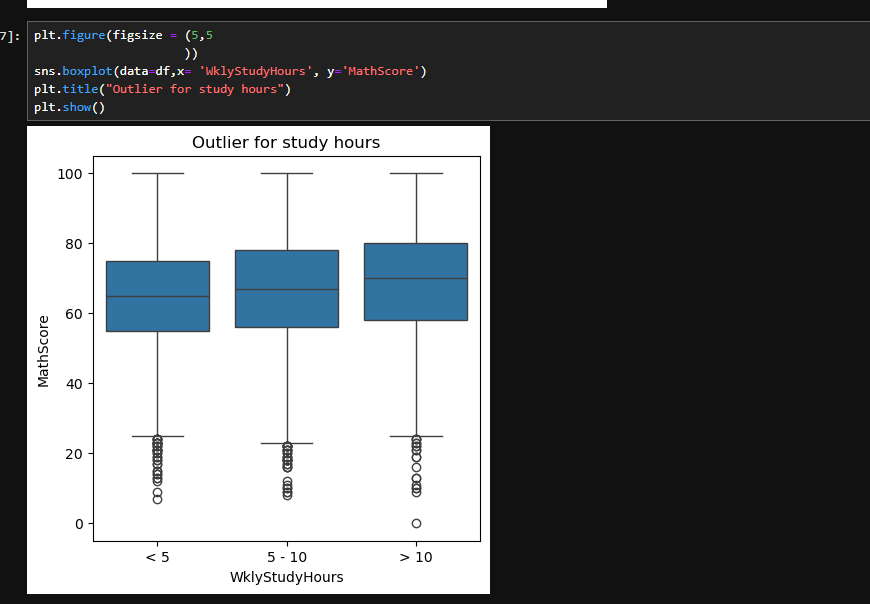 7]:
plt.figure(figsize = (5,5
))
sns.boxplot(data=df,x= 'WklyStudyHours', y='MathScore')
plt.title("Outlier for study hours")
plt.show()
Outlier for study hours
100
80
60
40
20
0
MathScore
< 5
5 - 10
> 10
WklyStudyHours